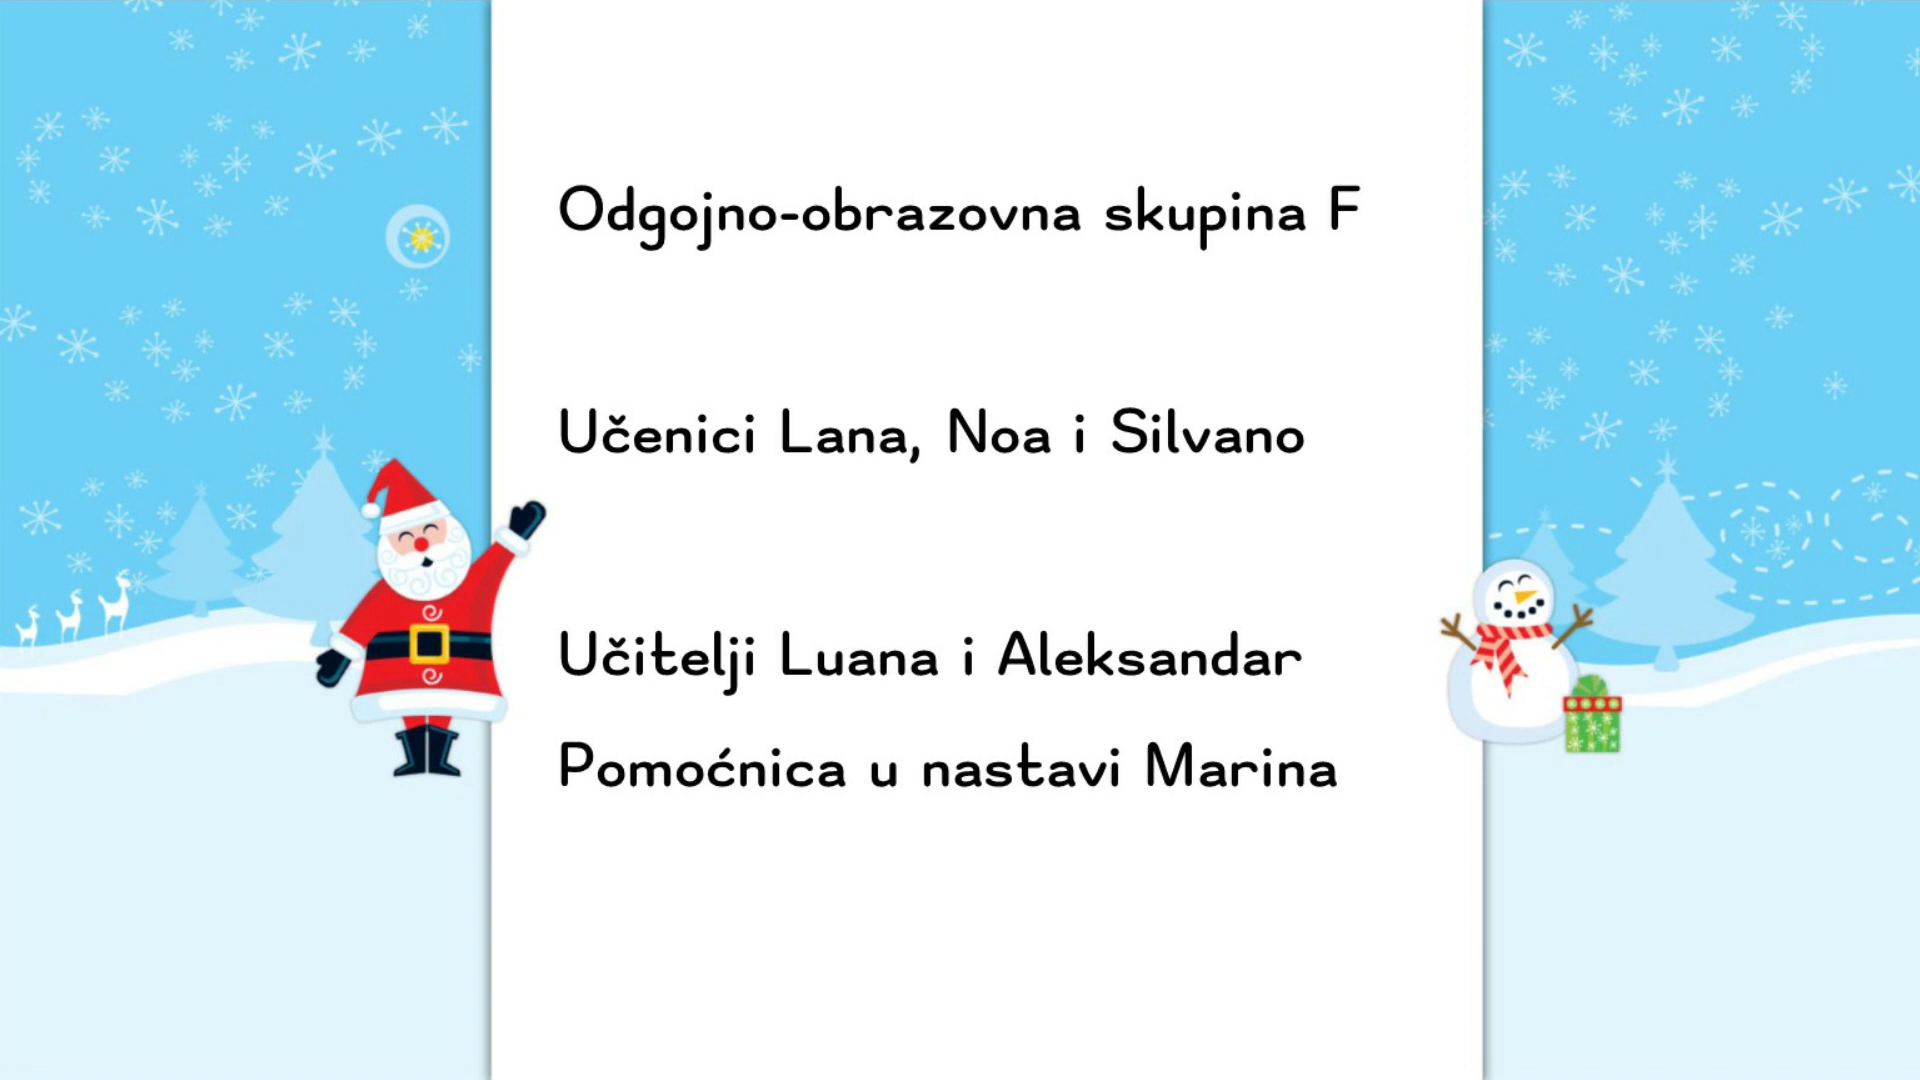 Odgojno-obrazovna skupina F
Učenici Lana, Noa i Silvano
Učitelji Luana i Aleksandar
Pomoćnica u nastavi Marina